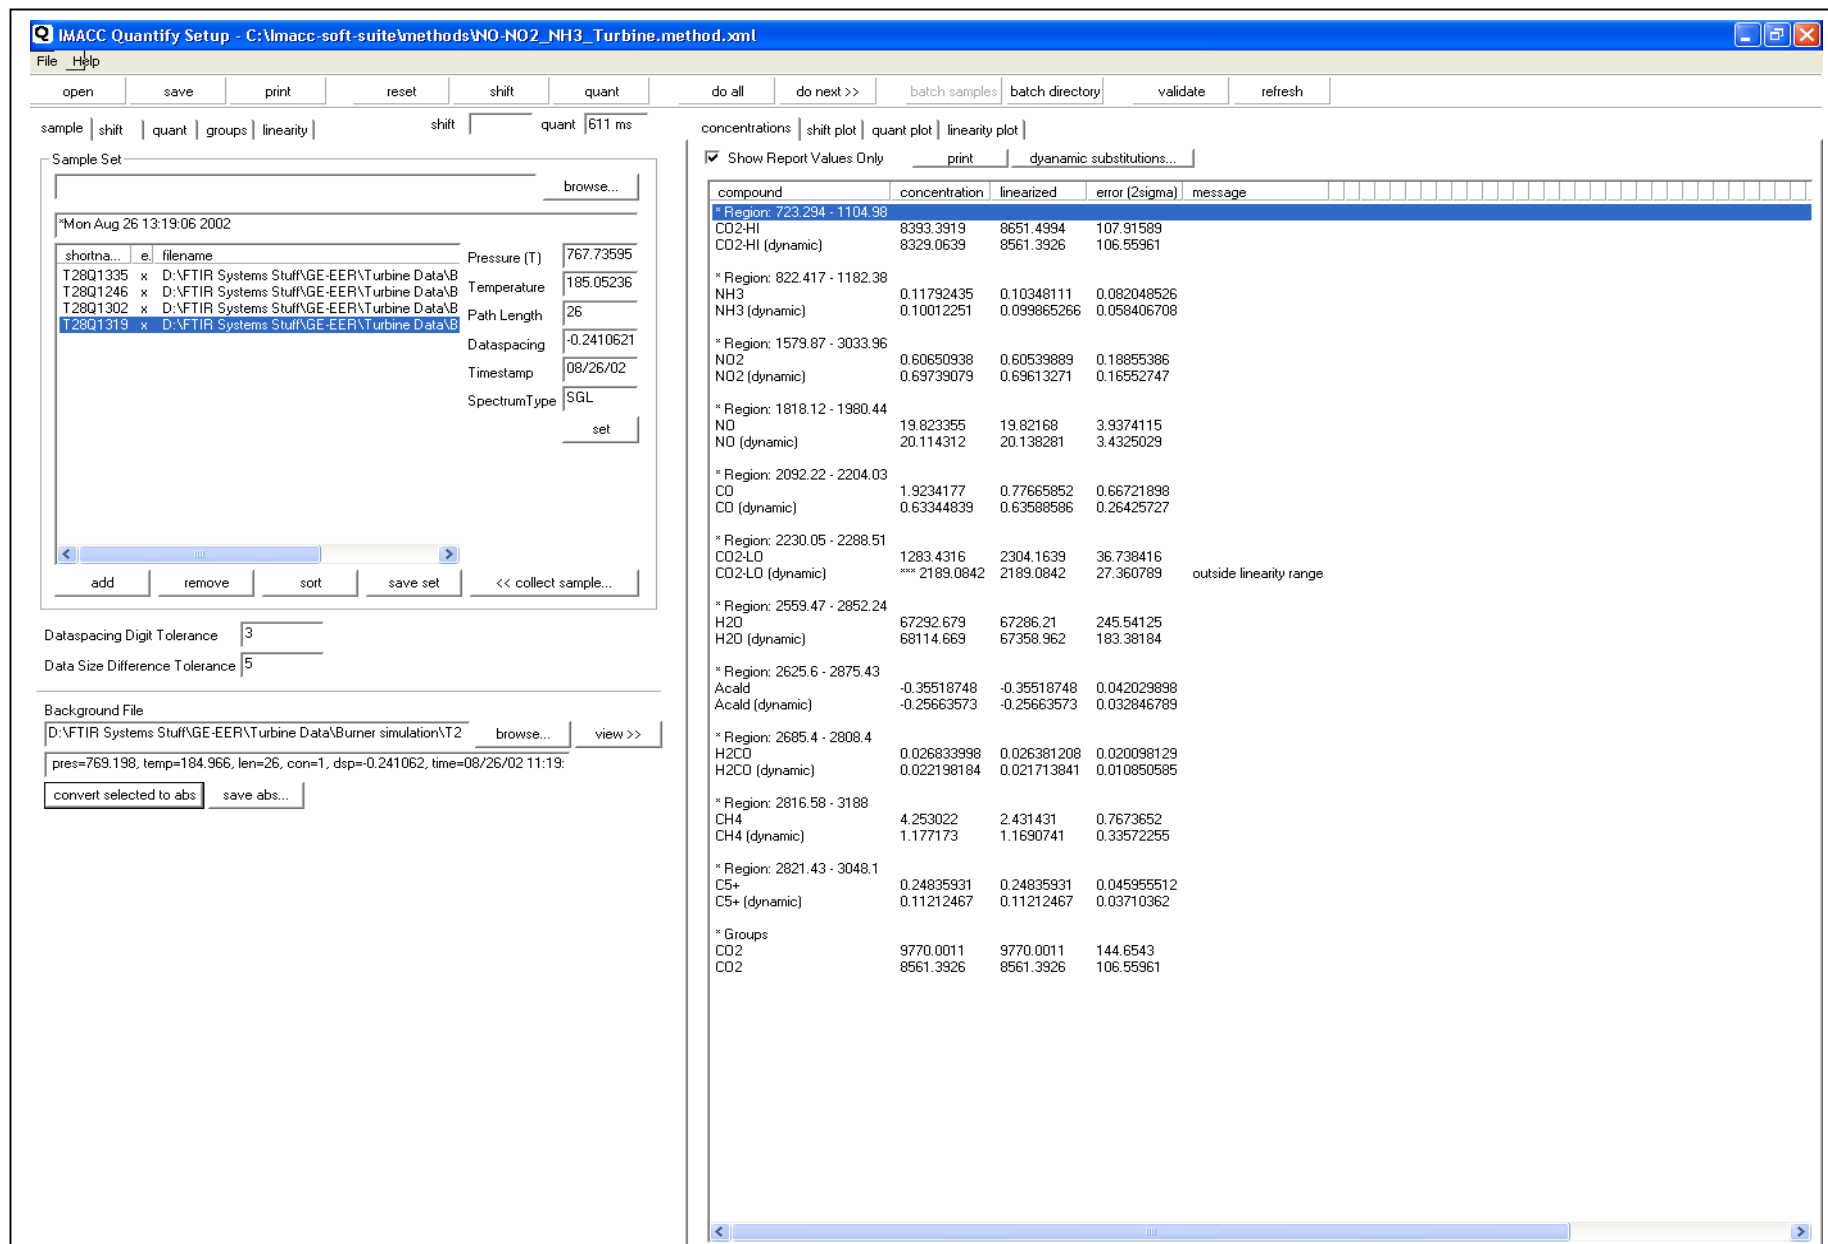 IMACC Quantify Setup - C:\Imacc-soft-suite\methods\NO-NO2_NH3_Turbine.method.xml
File Help
open save print reset shift quant do all do next >> batch samples batch directory validate refresh
sample shift quant groups linearity shift quant 611 ms
Sample Set
browse...
*Mon Aug 26 13:19:06 2002
shortna... e. filename
T28Q1335 x D:\FTIR Systems Stuff\GE-EER\Turbine Data\B
T28Q1246 x D:\FTIR Systems Stuff\GE-EER\Turbine Data\B
T28Q1302 x D:\FTIR Systems Stuff\GE-EER\Turbine Data\B
T28Q1319 x D:\FTIR Systems Stuff\GE-EER\Turbine Data\B
Pressure (T) 767.73595
Temperature 185.05236
Path Length 26
Dataspacing -0.2410621
Timestamp 08/26/02
SpectrumType SGL
set
add remove sort save set << collect sample...
Dataspacing Digit Tolerance 3
Data Size Difference Tolerance 5
Background File
D:\FTIR Systems Stuff\GE-EER\Turbine Data\Burner simulation\T2 browse... view >>
pres=769.198, temp=184.966, len=26, con=1, dsp=-0.241062, time=08/26/02 11:19:
convert selected to abs save abs...
concentrations shift plot quant plot linearity plot
Show Report Values Only print dyanamic substitutions...
compound concentration linearized error (2sigma) message
* Region: 723.294 - 1104.98
CO2-HI 8393.3919 8651.4994 107.91589
CO2-HI (dynamic) 8329.0639 8561.3926 106.55961
* Region: 822.417 - 1182.38
NH3 0.11792435 0.10348111 0.082048526
NH3 (dynamic) 0.10012251 0.099865266 0.058406708
* Region: 1579.87 - 3033.96
NO2 0.60650938 0.60539889 0.18855386
NO2 (dynamic) 0.69739079 0.69613271 0.16552747
* Region: 1818.12 - 1980.44
NO 19.823355 19.82168 3.9374115
NO (dynamic) 20.114312 20.138281 3.4325029
* Region: 2092.22 - 2204.03
CO 1.9234177 0.77665852 0.66721898
CO (dynamic) 0.63344839 0.63588586 0.26425727
* Region: 2230.05 - 2288.51
CO2-LO 1283.4316 2304.1639 36.738416
CO2-LO (dynamic) *** 2189.0842 2189.0842 27.360789 outside linearity range
* Region: 2559.47 - 2852.24
H2O 67292.679 67286.21 245.54125
H2O (dynamic) 68114.669 67358.962 183.38184
* Region: 2625.6 - 2875.43
Acald -0.35518748 -0.35518748 0.042029898
Acald (dynamic) -0.25663573 -0.25663573 0.032846789
* Region: 2685.4 - 2808.4
H2CO 0.026833998 0.026381208 0.020098129
H2CO (dynamic) 0.022198184 0.021713841 0.010850585
* Region: 2816.58 - 3188
CH4 4.253022 2.431431 0.7673652
CH4 (dynamic) 1.177173 1.1690741 0.33572255
* Region: 2821.43 - 3048.1
C5+ 0.24835931 0.24835931 0.045955512
C5+ (dynamic) 0.11212467 0.11212467 0.03710362
* Groups
CO2 9770.0011 9770.0011 144.6543
CO2 8561.3926 8561.3926 106.55961